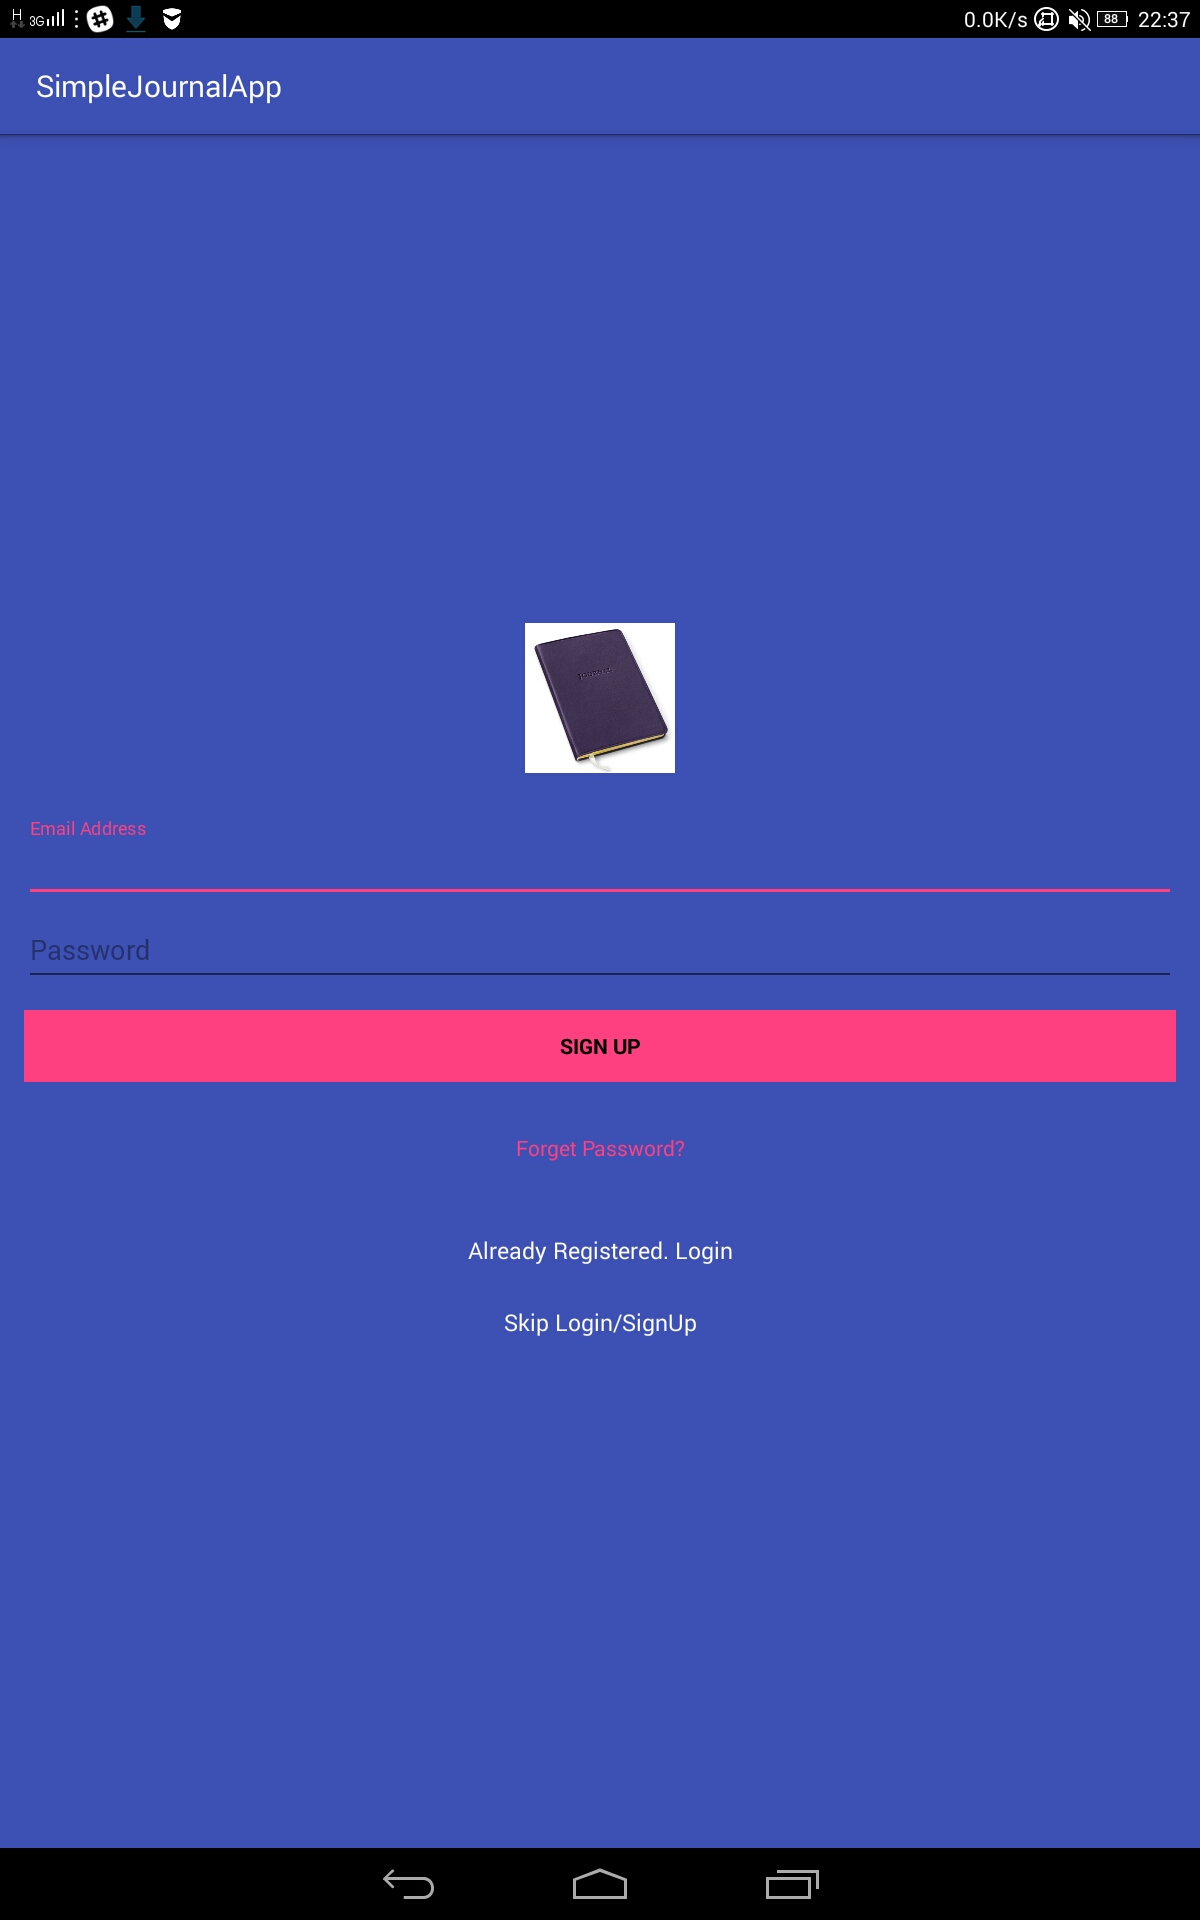 H 3G 0.0K/s 88 22:37
SimpleJournalApp
Email Address
Password
SIGN UP
Forget Password?
Already Registered. Login
Skip Login/SignUp